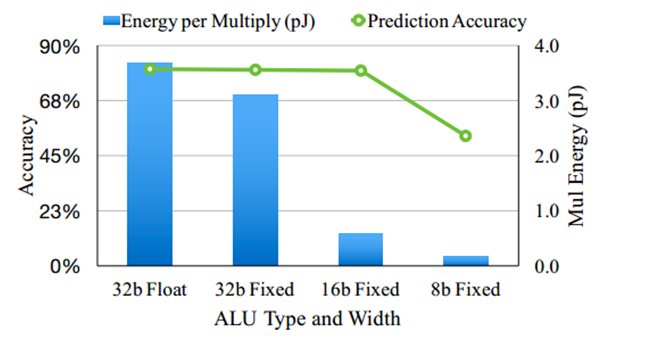 Energy per Multiply (pJ) Prediction Accuracy
90% 4.0
68% 3.0
45% 2.0
23% 1.0
0% 0.0
Accuracy
Mul Energy (pJ)
32b Float 32b Fixed 16b Fixed 8b Fixed
ALU Type and Width